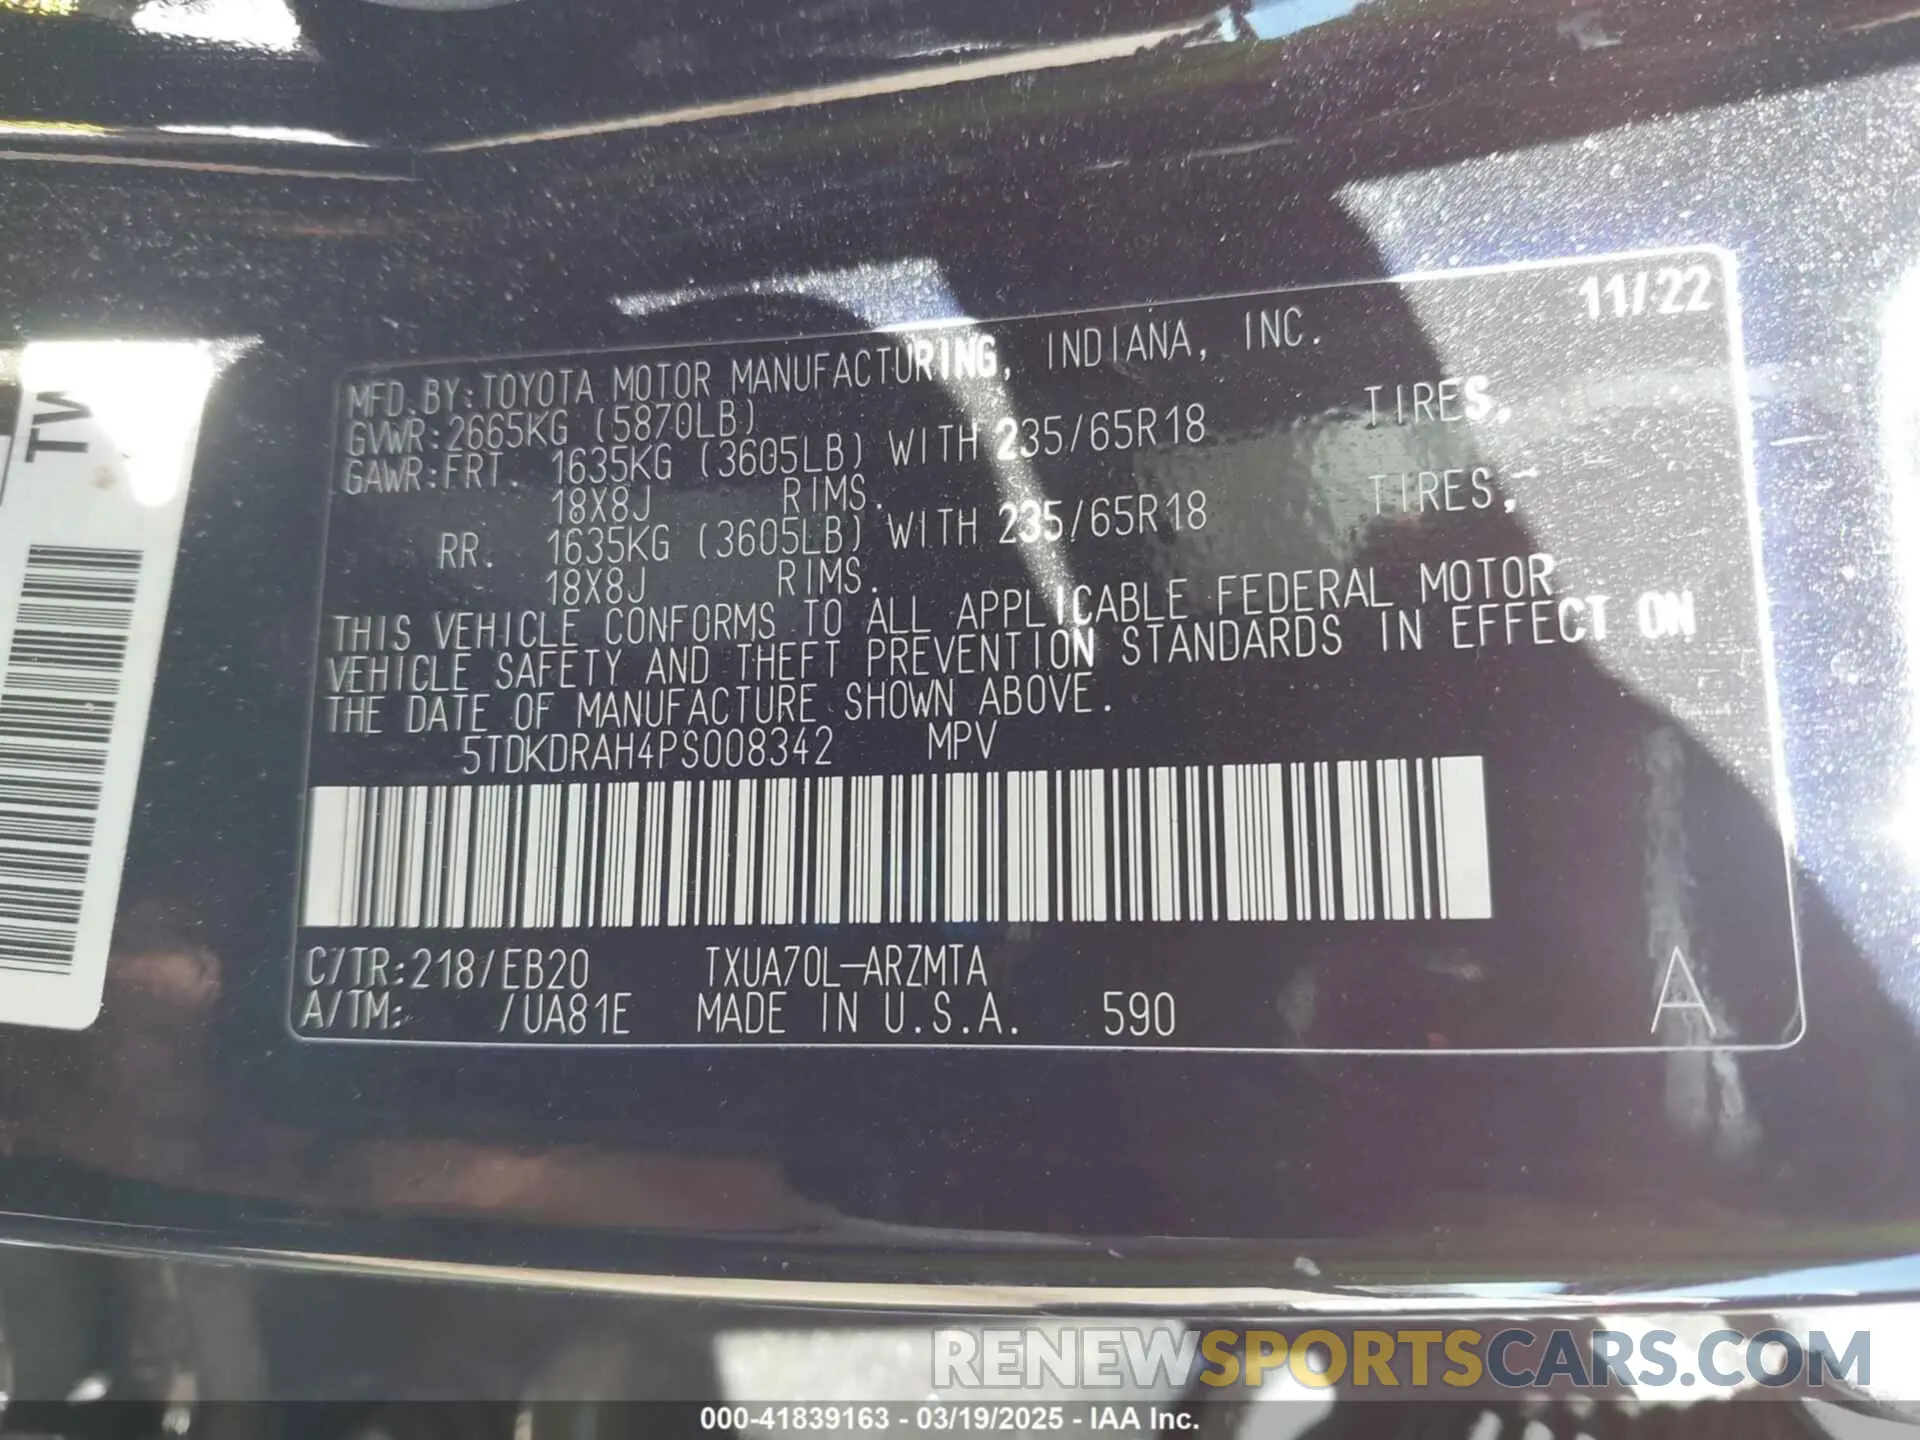 11/22
MFD. BY: TOYOTA MOTOR MANUFACTURING, INDIANA, INC.
GVWR: 2665KG (5870LB)
GAWR: FRT. 1635KG (3605LB) WITH 235/65R18 TIRES,
18X8J RIMS.
RR. 1635KG (3605LB) WITH 235/65R18 TIRES,
18X8J RIMS.
THIS VEHICLE CONFORMS TO ALL APPLICABLE FEDERAL MOTOR
VEHICLE SAFETY AND THEFT PREVENTION STANDARDS IN EFFECT ON
THE DATE OF MANUFACTURE SHOWN ABOVE.
5TDKDRAH4PS008342 MPV
C/TR: 218/EB20 TXUA70L-ARZMTA
A/TM: /UA81E MADE IN U.S.A. 590 A
RENEWSPORTSCARS.COM
000-41839163 - 03/19/2025 - IAA Inc.